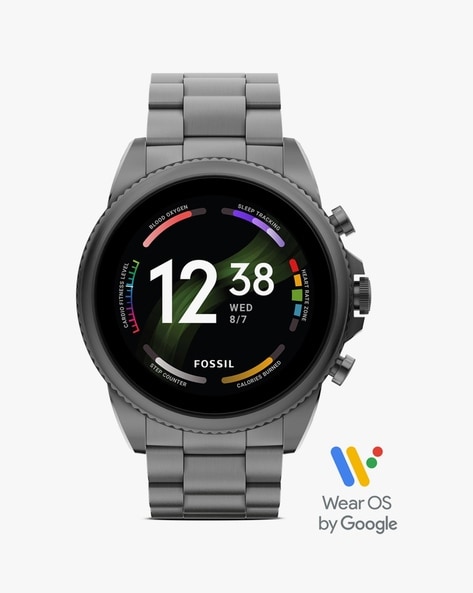 BLOOD OXYGEN
SLEEP TRACKING
CARDIO FITNESS LEVEL
HEART RATE ZONE
12 38
WED
8/7
FOSSIL
STEP COUNTER
CALORIES BURNED
Wear OS
by Google